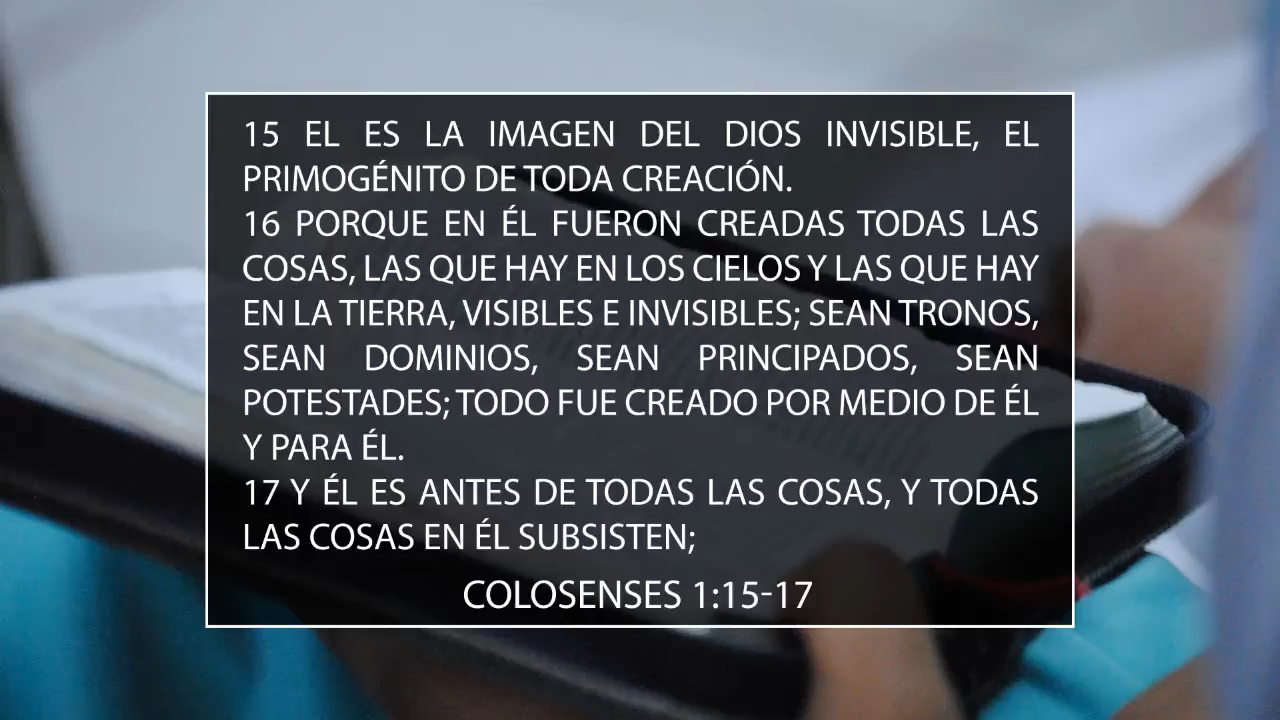 15 EL ES LA IMAGEN DEL DIOS INVISIBLE, EL
PRIMOGÉNITO DE TODA CREACIÓN.
16 PORQUE EN ÉL FUERON CREADAS TODAS LAS
COSAS, LAS QUE HAY EN LOS CIELOS Y LAS QUE HAY
EN LA TIERRA, VISIBLES E INVISIBLES; SEAN TRONOS,
SEAN DOMINIOS, SEAN PRINCIPADOS, SEAN
POTESTADES; TODO FUE CREADO POR MEDIO DE ÉL
Y PARA ÉL.
17 Y ÉL ES ANTES DE TODAS LAS COSAS, Y TODAS
LAS COSAS EN ÉL SUBSISTEN;
COLOSENSES 1:15-17